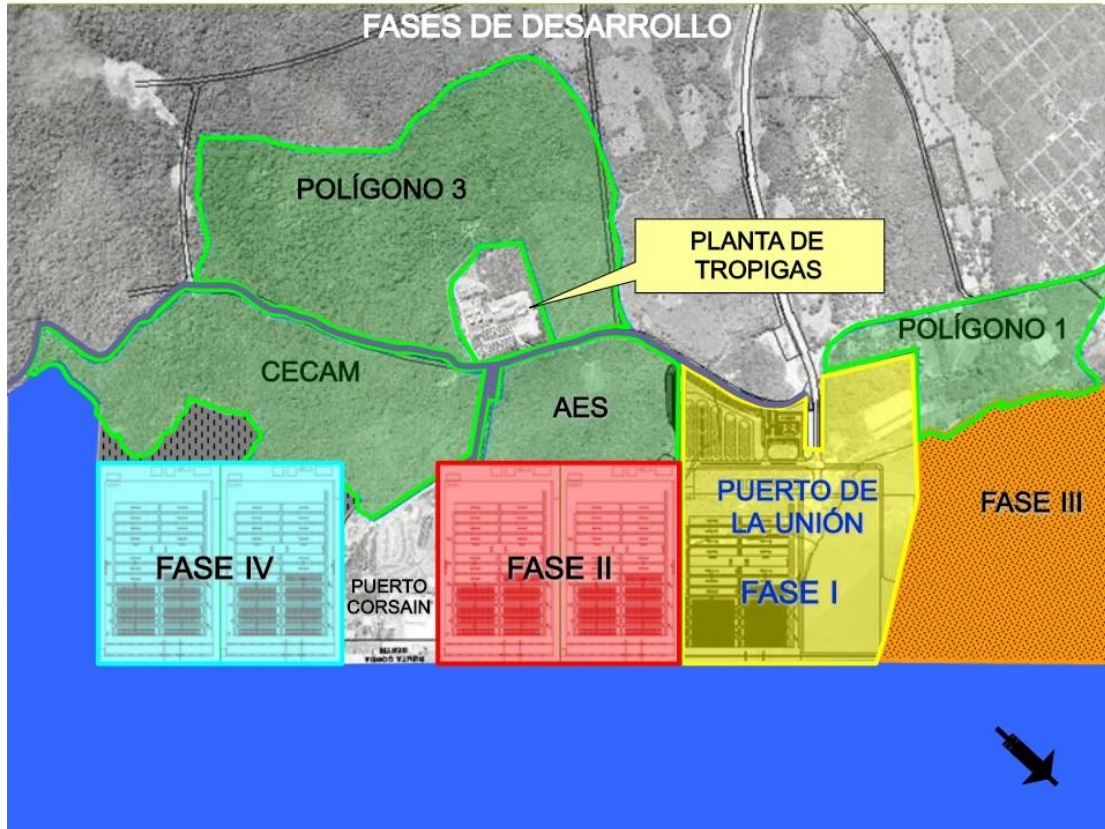 FASES DE DESARROLLO
POLÍGONO 3
PLANTA DE
TROPIGAS
POLÍGONO 1
CECAM
AES
PUERTO DE
LA UNIÓN
FASE III
FASE IV
FASE II
FASE I
PUERTO
CORSAIN